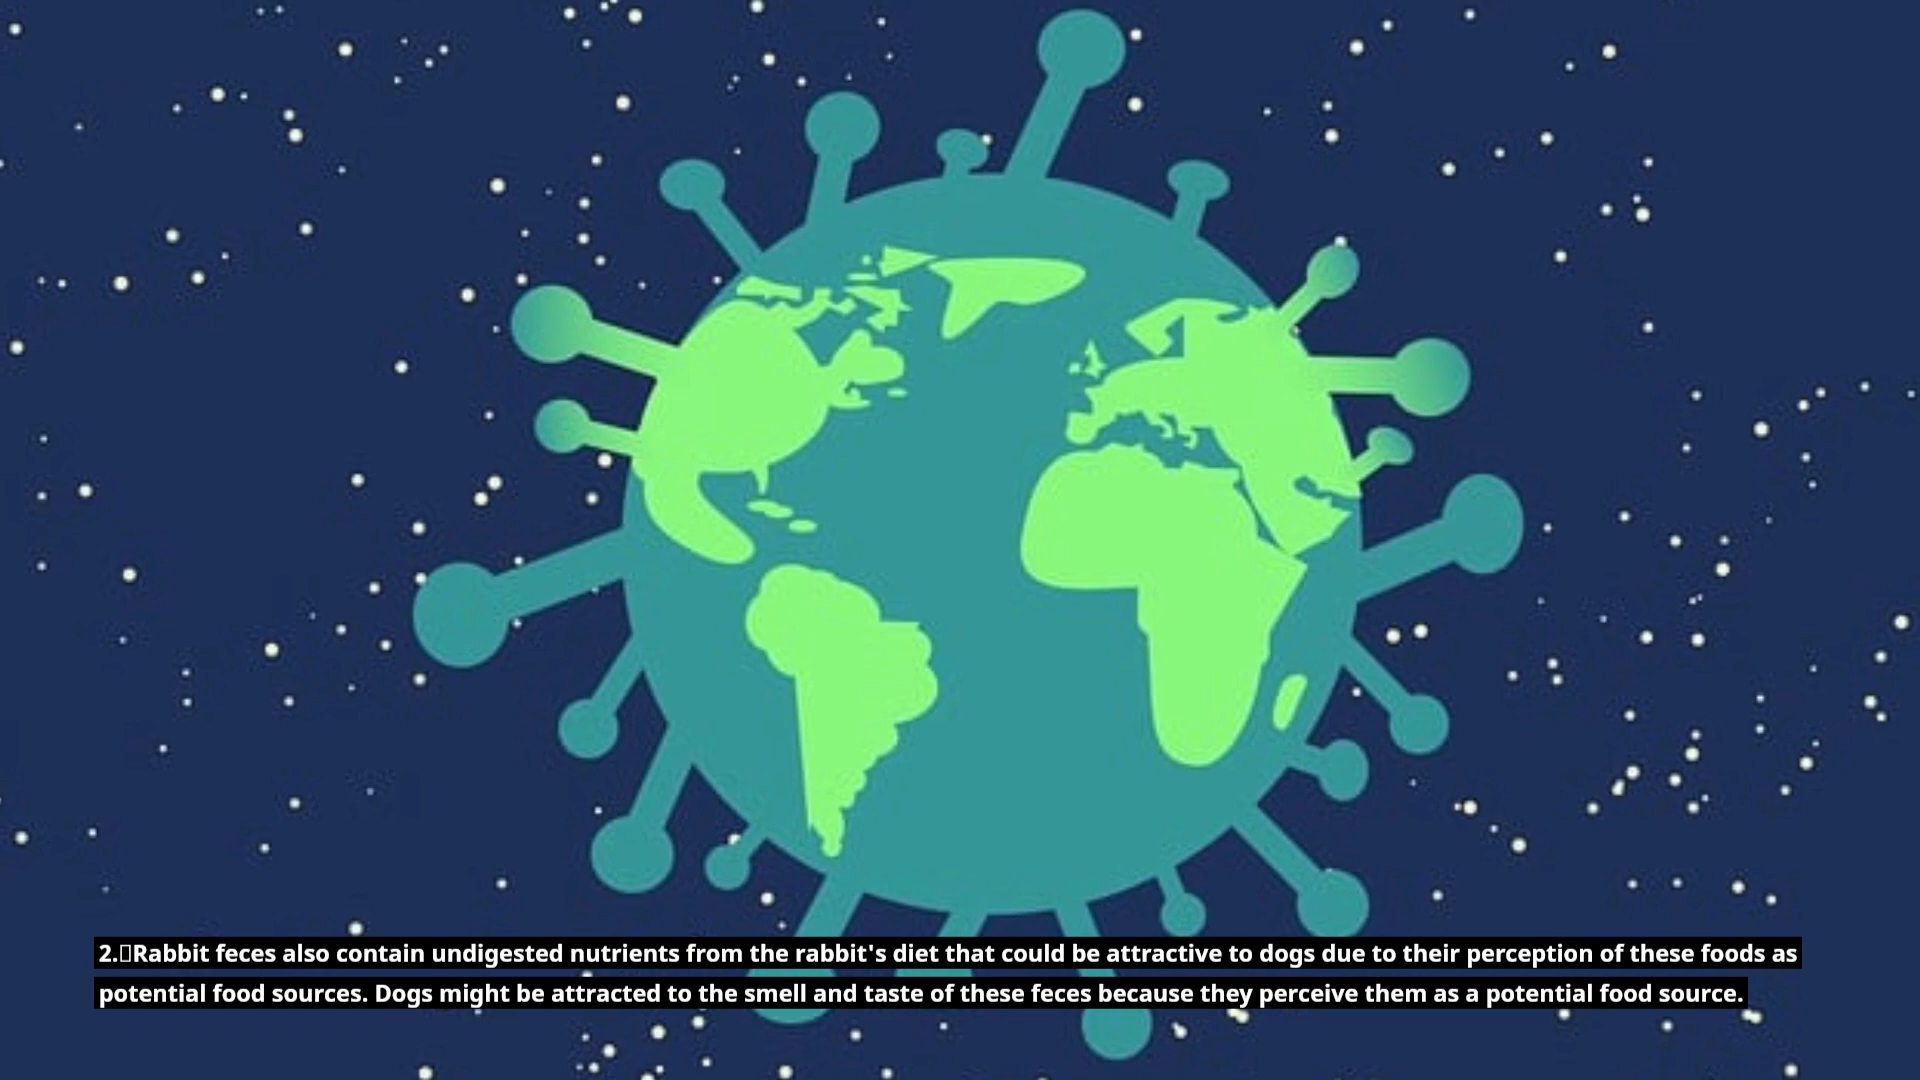 2.▯Rabbit feces also contain undigested nutrients from the rabbit's diet that could be attractive to dogs due to their perception of these foods as
potential food sources. Dogs might be attracted to the smell and taste of these feces because they perceive them as a potential food source.